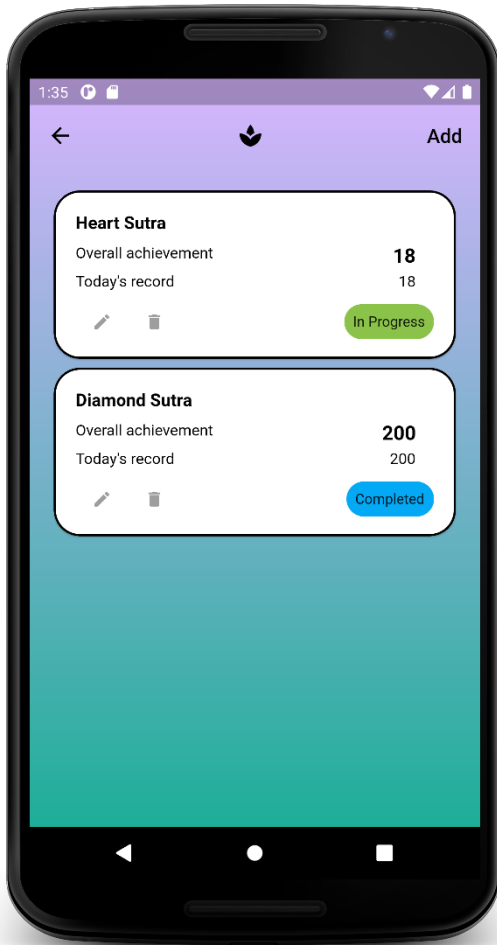 1:35
Add
Heart Sutra
Overall achievement 18
Today's record 18
In Progress
Diamond Sutra
Overall achievement 200
Today's record 200
Completed